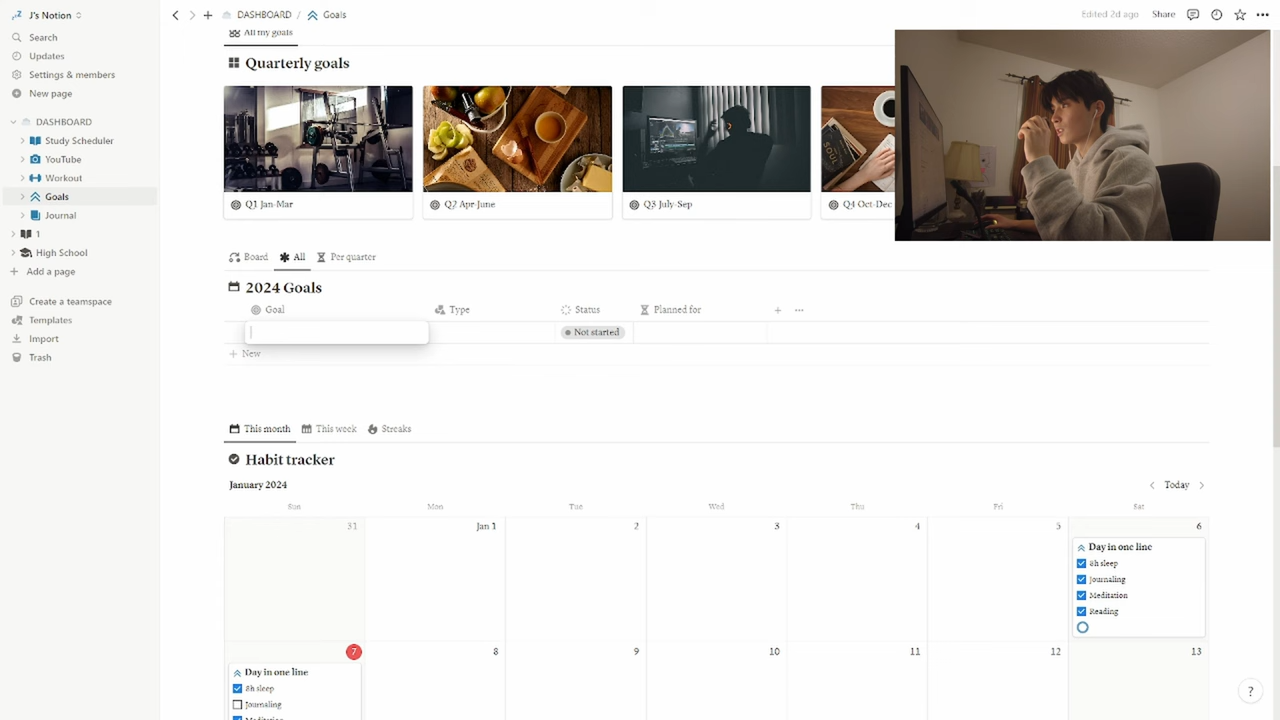 J's Notion
Search
Updates
Settings & members
New page
DASHBOARD
Study Scheduler
YouTube
Workout
Goals
Journal
1
High School
Add a page
Create a teamspace
Templates
Import
Trash
DASHBOARD / Goals
Edited 2d ago
Share
All my goals
Quarterly goals
Q1 Jan-Mar
Q2 Apr-June
Q3 July-Sep
Q4 Oct-Dec
Board
All
Per quarter
2024 Goals
Goal
Type
Status
Planned for
Not started
New
This month
This week
Streaks
Habit tracker
January 2024
Today
Sun
Mon
Tue
Wed
Thu
Fri
Sat
31
Jan 1
2
3
4
5
6
Day in one line
8h sleep
Journaling
Meditation
Reading
7
8
9
10
11
12
13
Day in one line
8h sleep
Journaling
Meditation
?